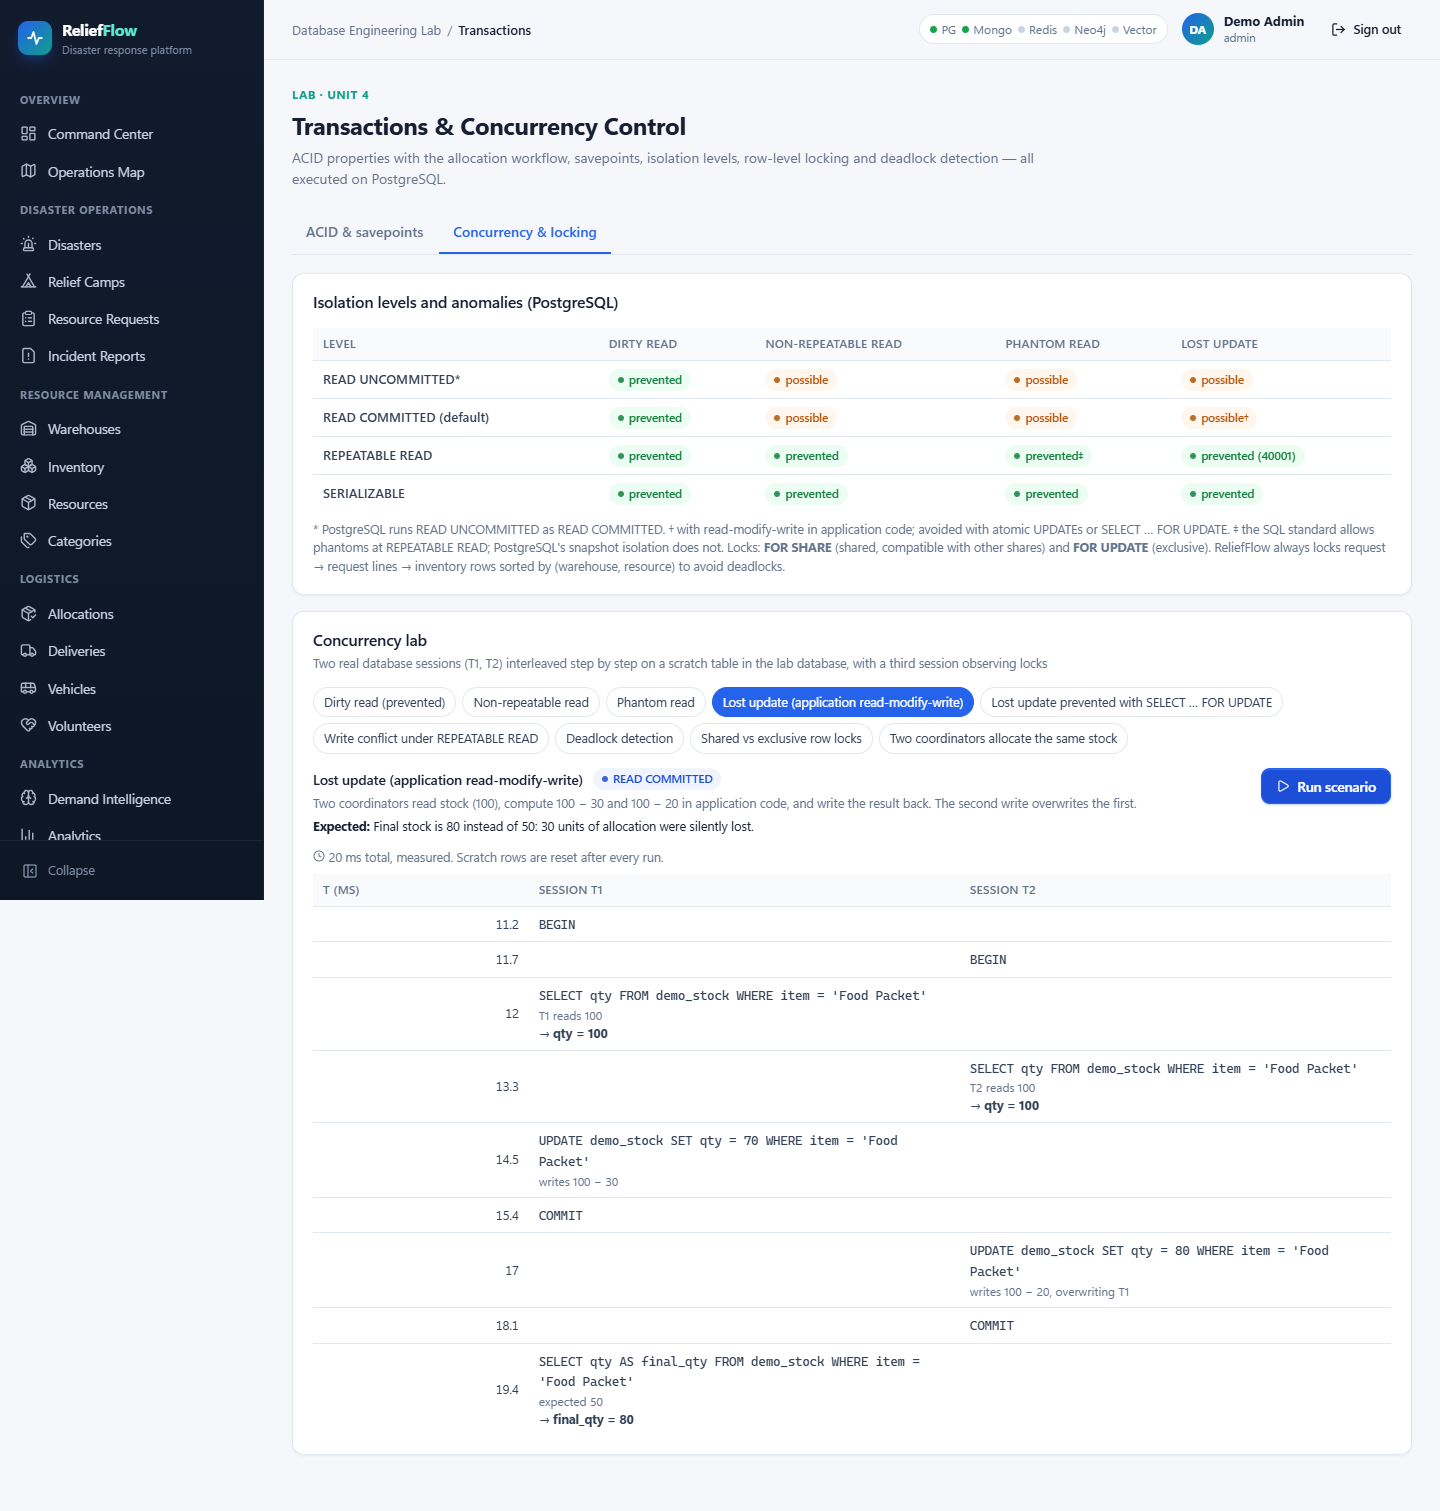 ReliefFlow
Disaster response platform
OVERVIEW
Command Center
Operations Map
DISASTER OPERATIONS
Disasters
Relief Camps
Resource Requests
Incident Reports
RESOURCE MANAGEMENT
Warehouses
Inventory
Resources
Categories
LOGISTICS
Allocations
Deliveries
Vehicles
Volunteers
ANALYTICS
Demand Intelligence
Analytics
Collapse
Database Engineering Lab / Transactions
PG Mongo Redis Neo4j Vector
DA
Demo Admin
admin
Sign out
LAB · UNIT 4
Transactions & Concurrency Control
ACID properties with the allocation workflow, savepoints, isolation levels, row-level locking and deadlock detection — all
executed on PostgreSQL.
ACID & savepoints Concurrency & locking
Isolation levels and anomalies (PostgreSQL)
LEVEL DIRTY READ NON-REPEATABLE READ PHANTOM READ LOST UPDATE
READ UNCOMMITTED* prevented possible possible possible
READ COMMITTED (default) prevented possible possible possible†
REPEATABLE READ prevented prevented prevented‡ prevented (40001)
SERIALIZABLE prevented prevented prevented prevented
* PostgreSQL runs READ UNCOMMITTED as READ COMMITTED. † with read-modify-write in application code; avoided with atomic UPDATEs or SELECT … FOR UPDATE. ‡ the SQL standard allows
phantoms at REPEATABLE READ; PostgreSQL's snapshot isolation does not. Locks: FOR SHARE (shared, compatible with other shares) and FOR UPDATE (exclusive). ReliefFlow always locks request
→ request lines → inventory rows sorted by (warehouse, resource) to avoid deadlocks.
Concurrency lab
Two real database sessions (T1, T2) interleaved step by step on a scratch table in the lab database, with a third session observing locks
Dirty read (prevented) Non-repeatable read Phantom read Lost update (application read-modify-write) Lost update prevented with SELECT … FOR UPDATE
Write conflict under REPEATABLE READ Deadlock detection Shared vs exclusive row locks Two coordinators allocate the same stock
Lost update (application read-modify-write) READ COMMITTED
Run scenario
Two coordinators read stock (100), compute 100 − 30 and 100 − 20 in application code, and write the result back. The second write overwrites the first.
Expected: Final stock is 80 instead of 50: 30 units of allocation were silently lost.
20 ms total, measured. Scratch rows are reset after every run.
T (MS) SESSION T1 SESSION T2
11.2 BEGIN
11.7 BEGIN
12 SELECT qty FROM demo_stock WHERE item = 'Food Packet'
T1 reads 100
→ qty = 100
13.3 SELECT qty FROM demo_stock WHERE item = 'Food Packet'
T2 reads 100
→ qty = 100
14.5 UPDATE demo_stock SET qty = 70 WHERE item = 'Food
Packet'
writes 100 − 30
15.4 COMMIT
17 UPDATE demo_stock SET qty = 80 WHERE item = 'Food
Packet'
writes 100 − 20, overwriting T1
18.1 COMMIT
19.4 SELECT qty AS final_qty FROM demo_stock WHERE item =
'Food Packet'
expected 50
→ final_qty = 80